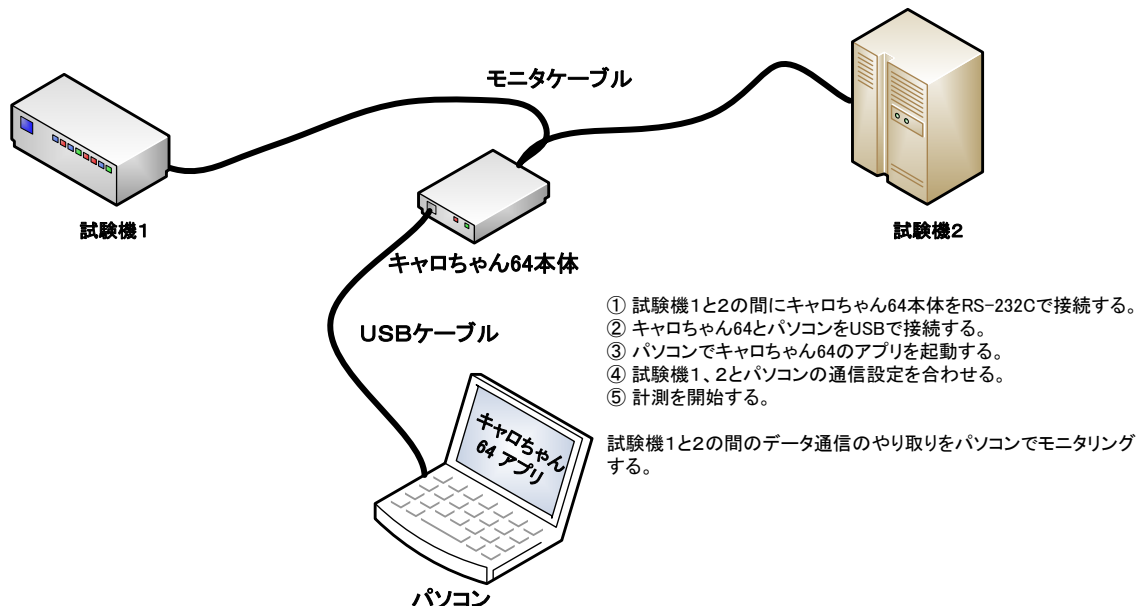 モニタケーブル
試験機1
試験機2
キャロちゃん64本体
① 試験機1と2の間にキャロちゃん64本体をRS-232Cで接続する。
② キャロちゃん64とパソコンをUSBで接続する。
③ パソコンでキャロちゃん64のアプリを起動する。
④ 試験機1、2とパソコンの通信設定を合わせる。
⑤ 計測を開始する。
試験機1と2の間のデータ通信のやり取りをパソコンでモニタリング
する。
USBケーブル
キャロちゃん
64 アプリ
パソコン